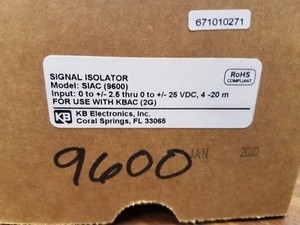 671010271
SIGNAL ISOLATOR
Model: SIAC (9600)
Input: 0 to +/- 2.5 thru 0 to +/- 25 VDC, 4 -20 m
FOR USE WITH KBAC (2G)
RoHS
COMPLIANT
KB
KB Electronics, Inc.
Coral Springs, FL 33065
9600
JAN 2010